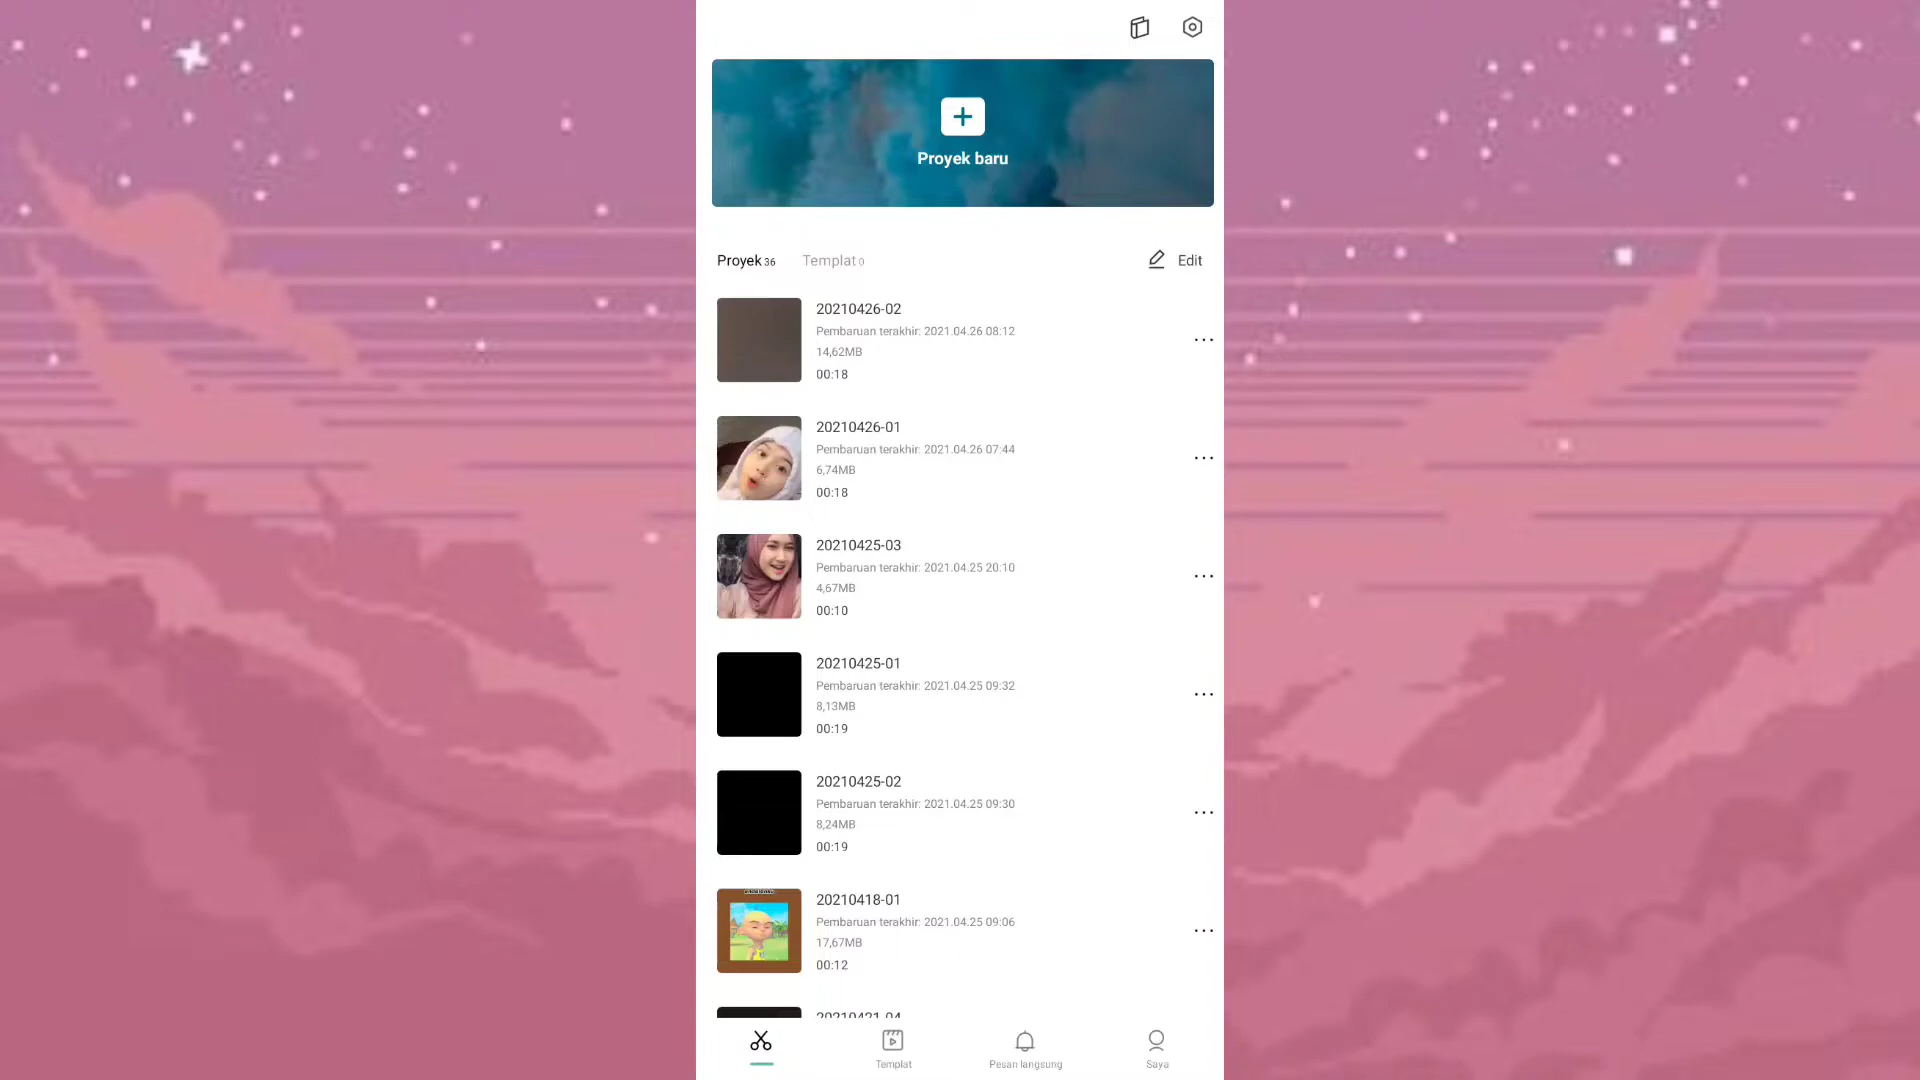 Proyek baru
Proyek 36 Templat 0 Edit
20210426-02
Pembaruan terakhir: 2021.04.26 08:12
14,62MB
00:18
20210426-01
Pembaruan terakhir: 2021.04.26 07:44
6,74MB
00:18
20210425-03
Pembaruan terakhir: 2021.04.25 20:10
4,67MB
00:10
20210425-01
Pembaruan terakhir: 2021.04.25 09:32
8,13MB
00:19
20210425-02
Pembaruan terakhir: 2021.04.25 09:30
8,24MB
00:19
20210418-01
Pembaruan terakhir: 2021.04.25 09:06
17,67MB
00:12
20210421-04
Templat Pesan langsung Saya